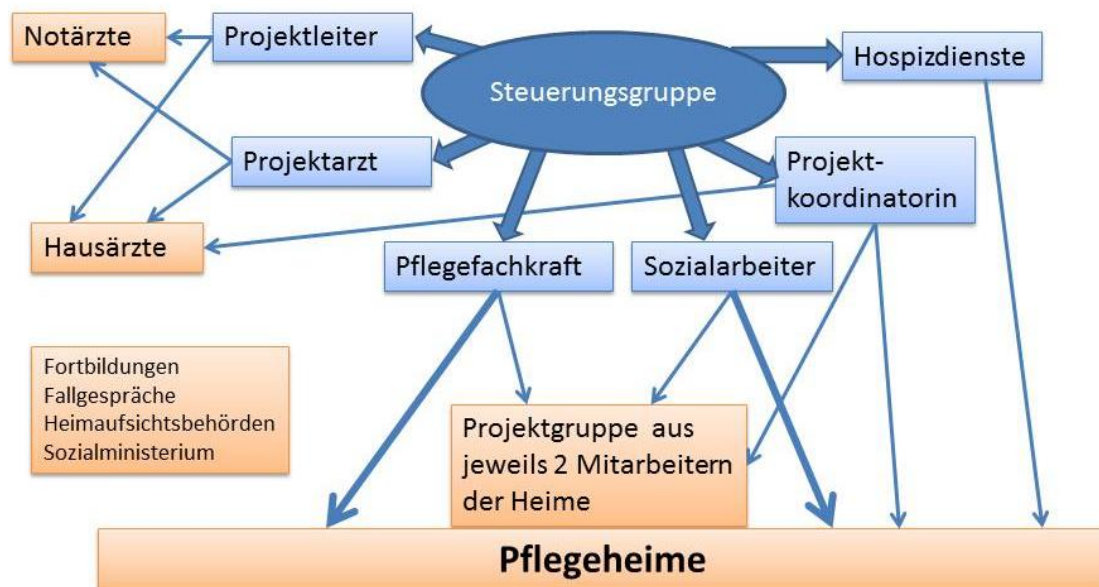 Notärzte
Projektleiter
Steuerungsgruppe
Hospizdienste
Projektarzt
Projekt-
koordinatorin
Hausärzte
Pflegefachkraft
Sozialarbeiter
Fortbildungen
Fallgespräche
Heimaufsichtsbehörden
Sozialministerium
Projektgruppe aus
jeweils 2 Mitarbeitern
der Heime
Pflegeheime